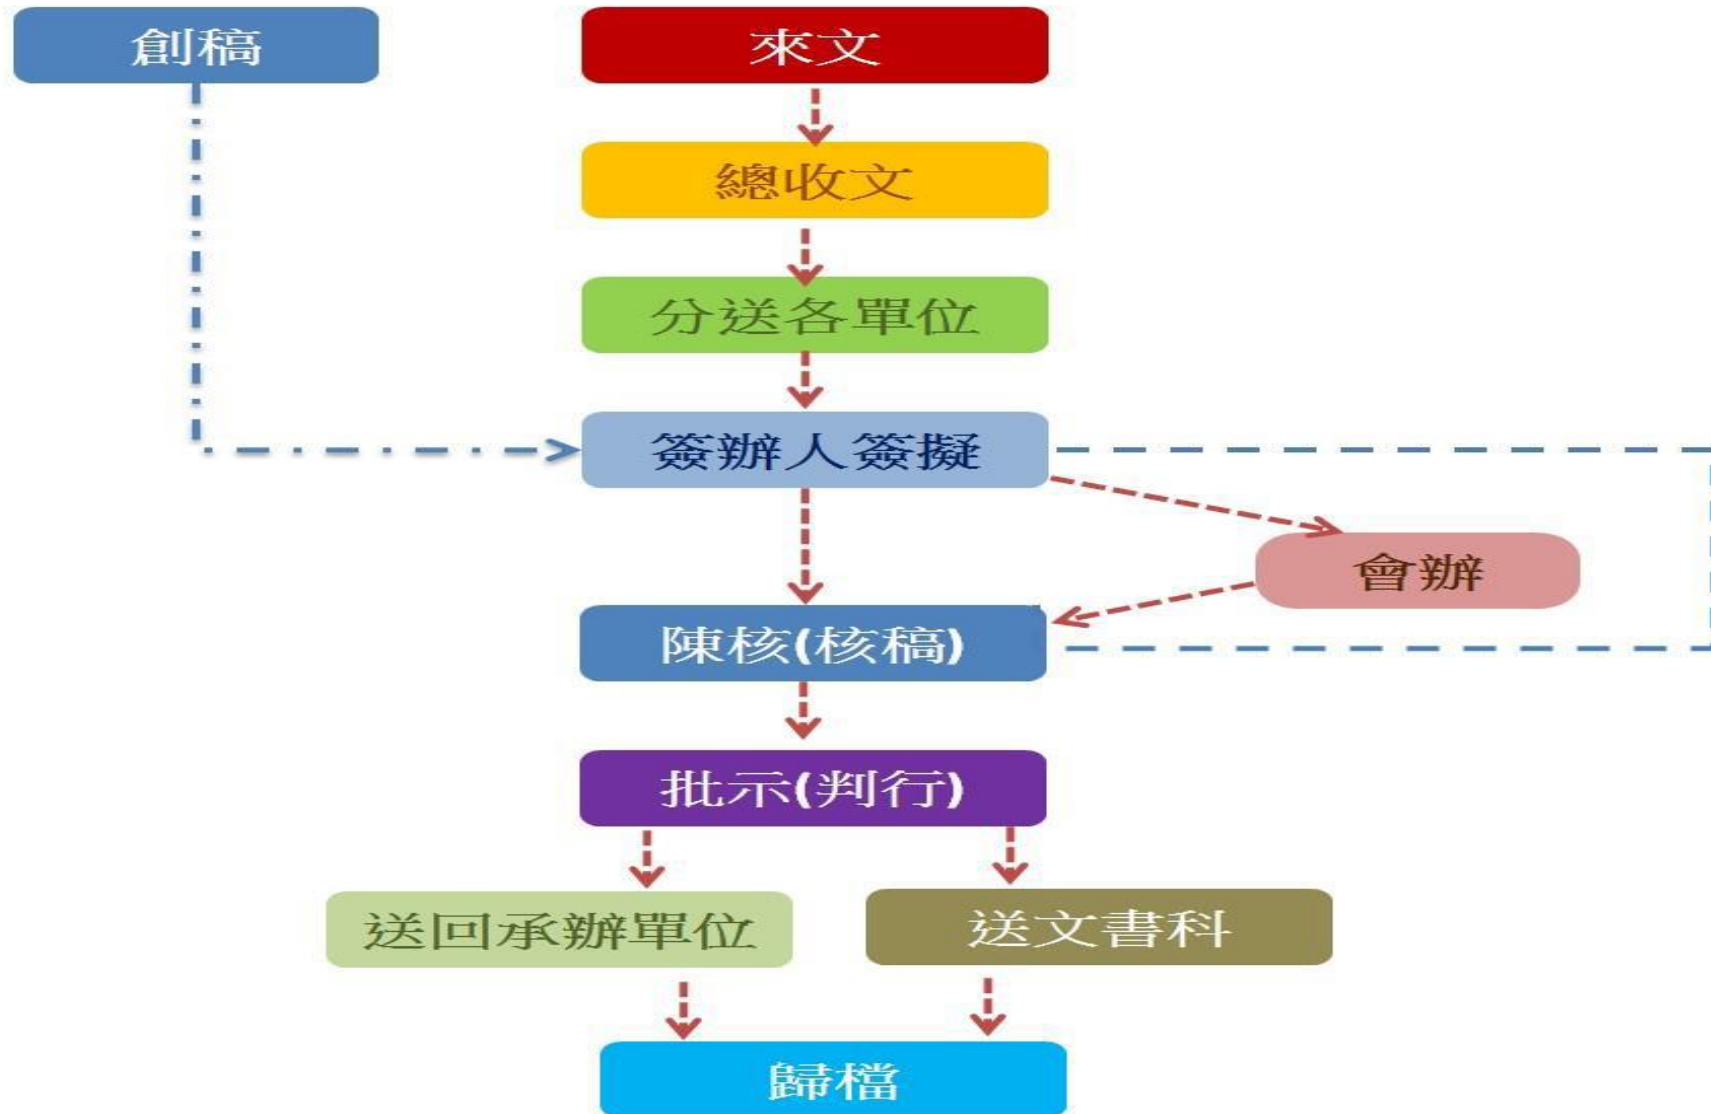 創稿
來文
總收文
分送各單位
簽辦人簽擬
會辦
陳核(核稿)
批示(判行)
送回承辦單位
送文書科
歸檔